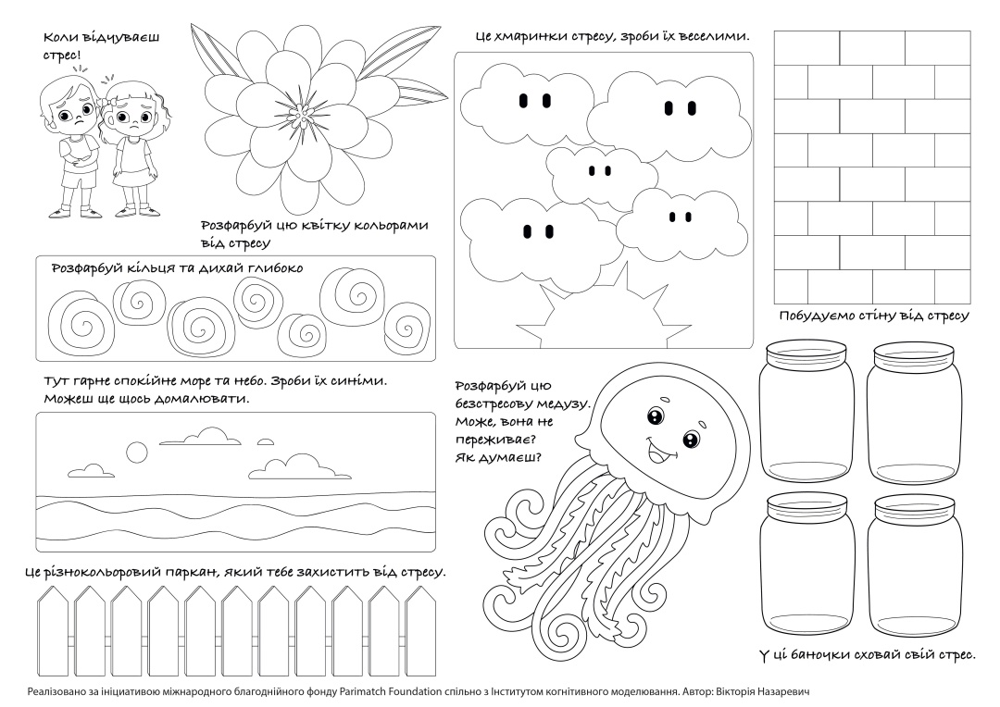 Коли відчуваєш
стрес!
Розфарбуй цю квітку кольорами
від стресу
Розфарбуй кільця та дихай глибоко
Тут гарне спокійне море та небо. Зроби їх синіми.
Можеш ще щось домалювати.
Це різнокольоровий паркан, який тебе захистить від стресу.
Це хмаринки стресу, зроби їх веселими.
Побудуємо стіну від стресу
Розфарбуй цю
безстресову медузу.
Може, вона не
переживає?
Як думаєш?
У ці баночки сховай свій стрес.
Реалізовано за ініціативою міжнародного благодійного фонду Parimatch Foundation спільно з Інститутом когнітивного моделювання. Автор: Вікторія Назаревич